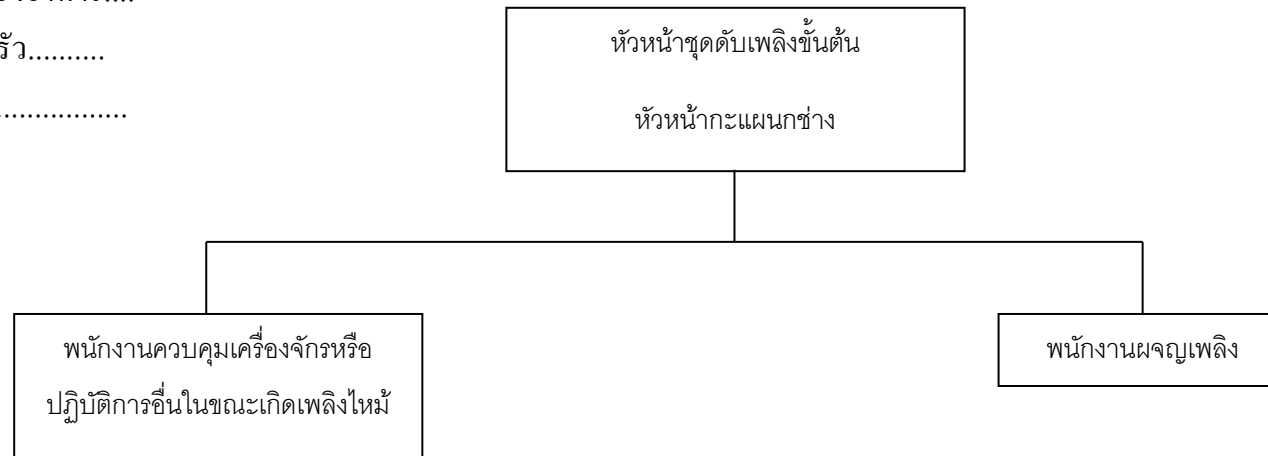 รัว..........
.................
หัวหน้าชุดดับเพลิงขั้นต้น
หัวหน้ากะแผนกช่าง
พนักงานควบคุมเครื่องจักรหรือ
ปฏิบัติการอื่นในขณะเกิดเพลิงไหม้
พนักงานผจญเพลิง